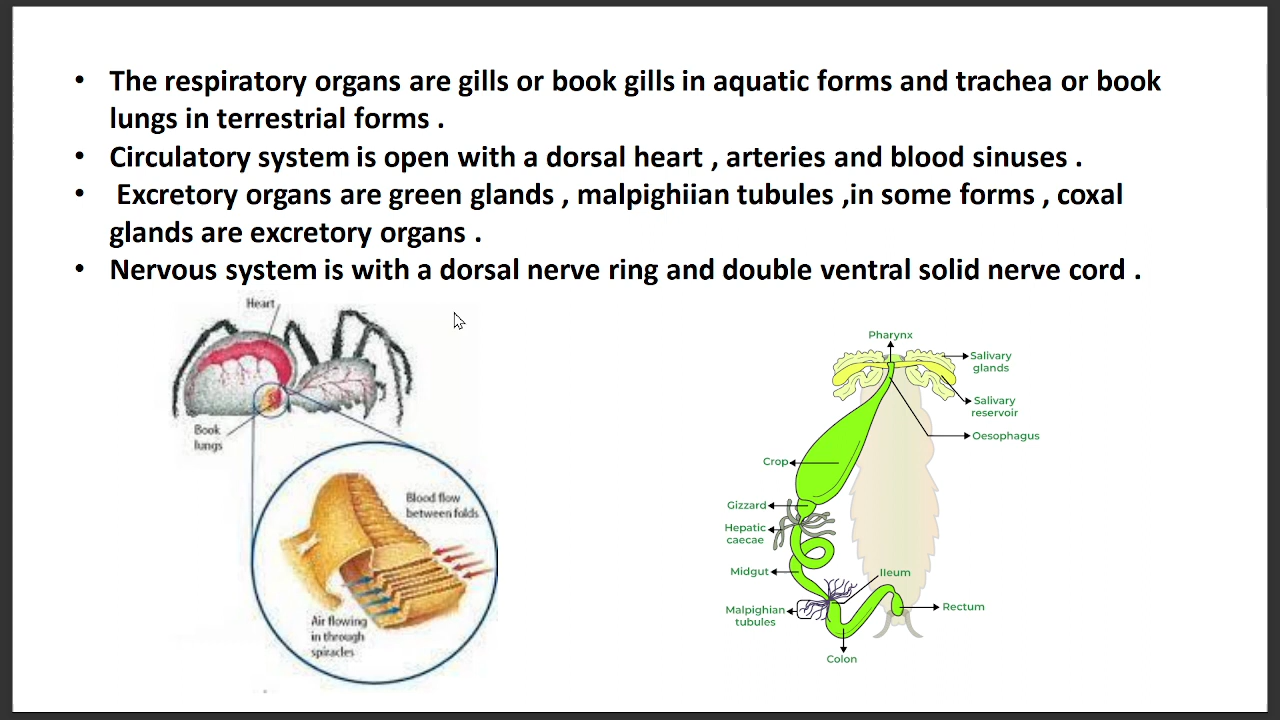 • The respiratory organs are gills or book gills in aquatic forms and trachea or book
lungs in terrestrial forms .
• Circulatory system is open with a dorsal heart , arteries and blood sinuses .
• Excretory organs are green glands , malpighiian tubules ,in some forms , coxal
glands are excretory organs .
• Nervous system is with a dorsal nerve ring and double ventral solid nerve cord .
Heart
Book
lungs
Blood flow
between folds
Air flowing
in through
spiracles
Pharynx
Salivary
glands
Salivary
reservoir
Oesophagus
Crop
Gizzard
Hepatic
caecae
Midgut
Ileum
Malpighian
tubules
Rectum
Colon